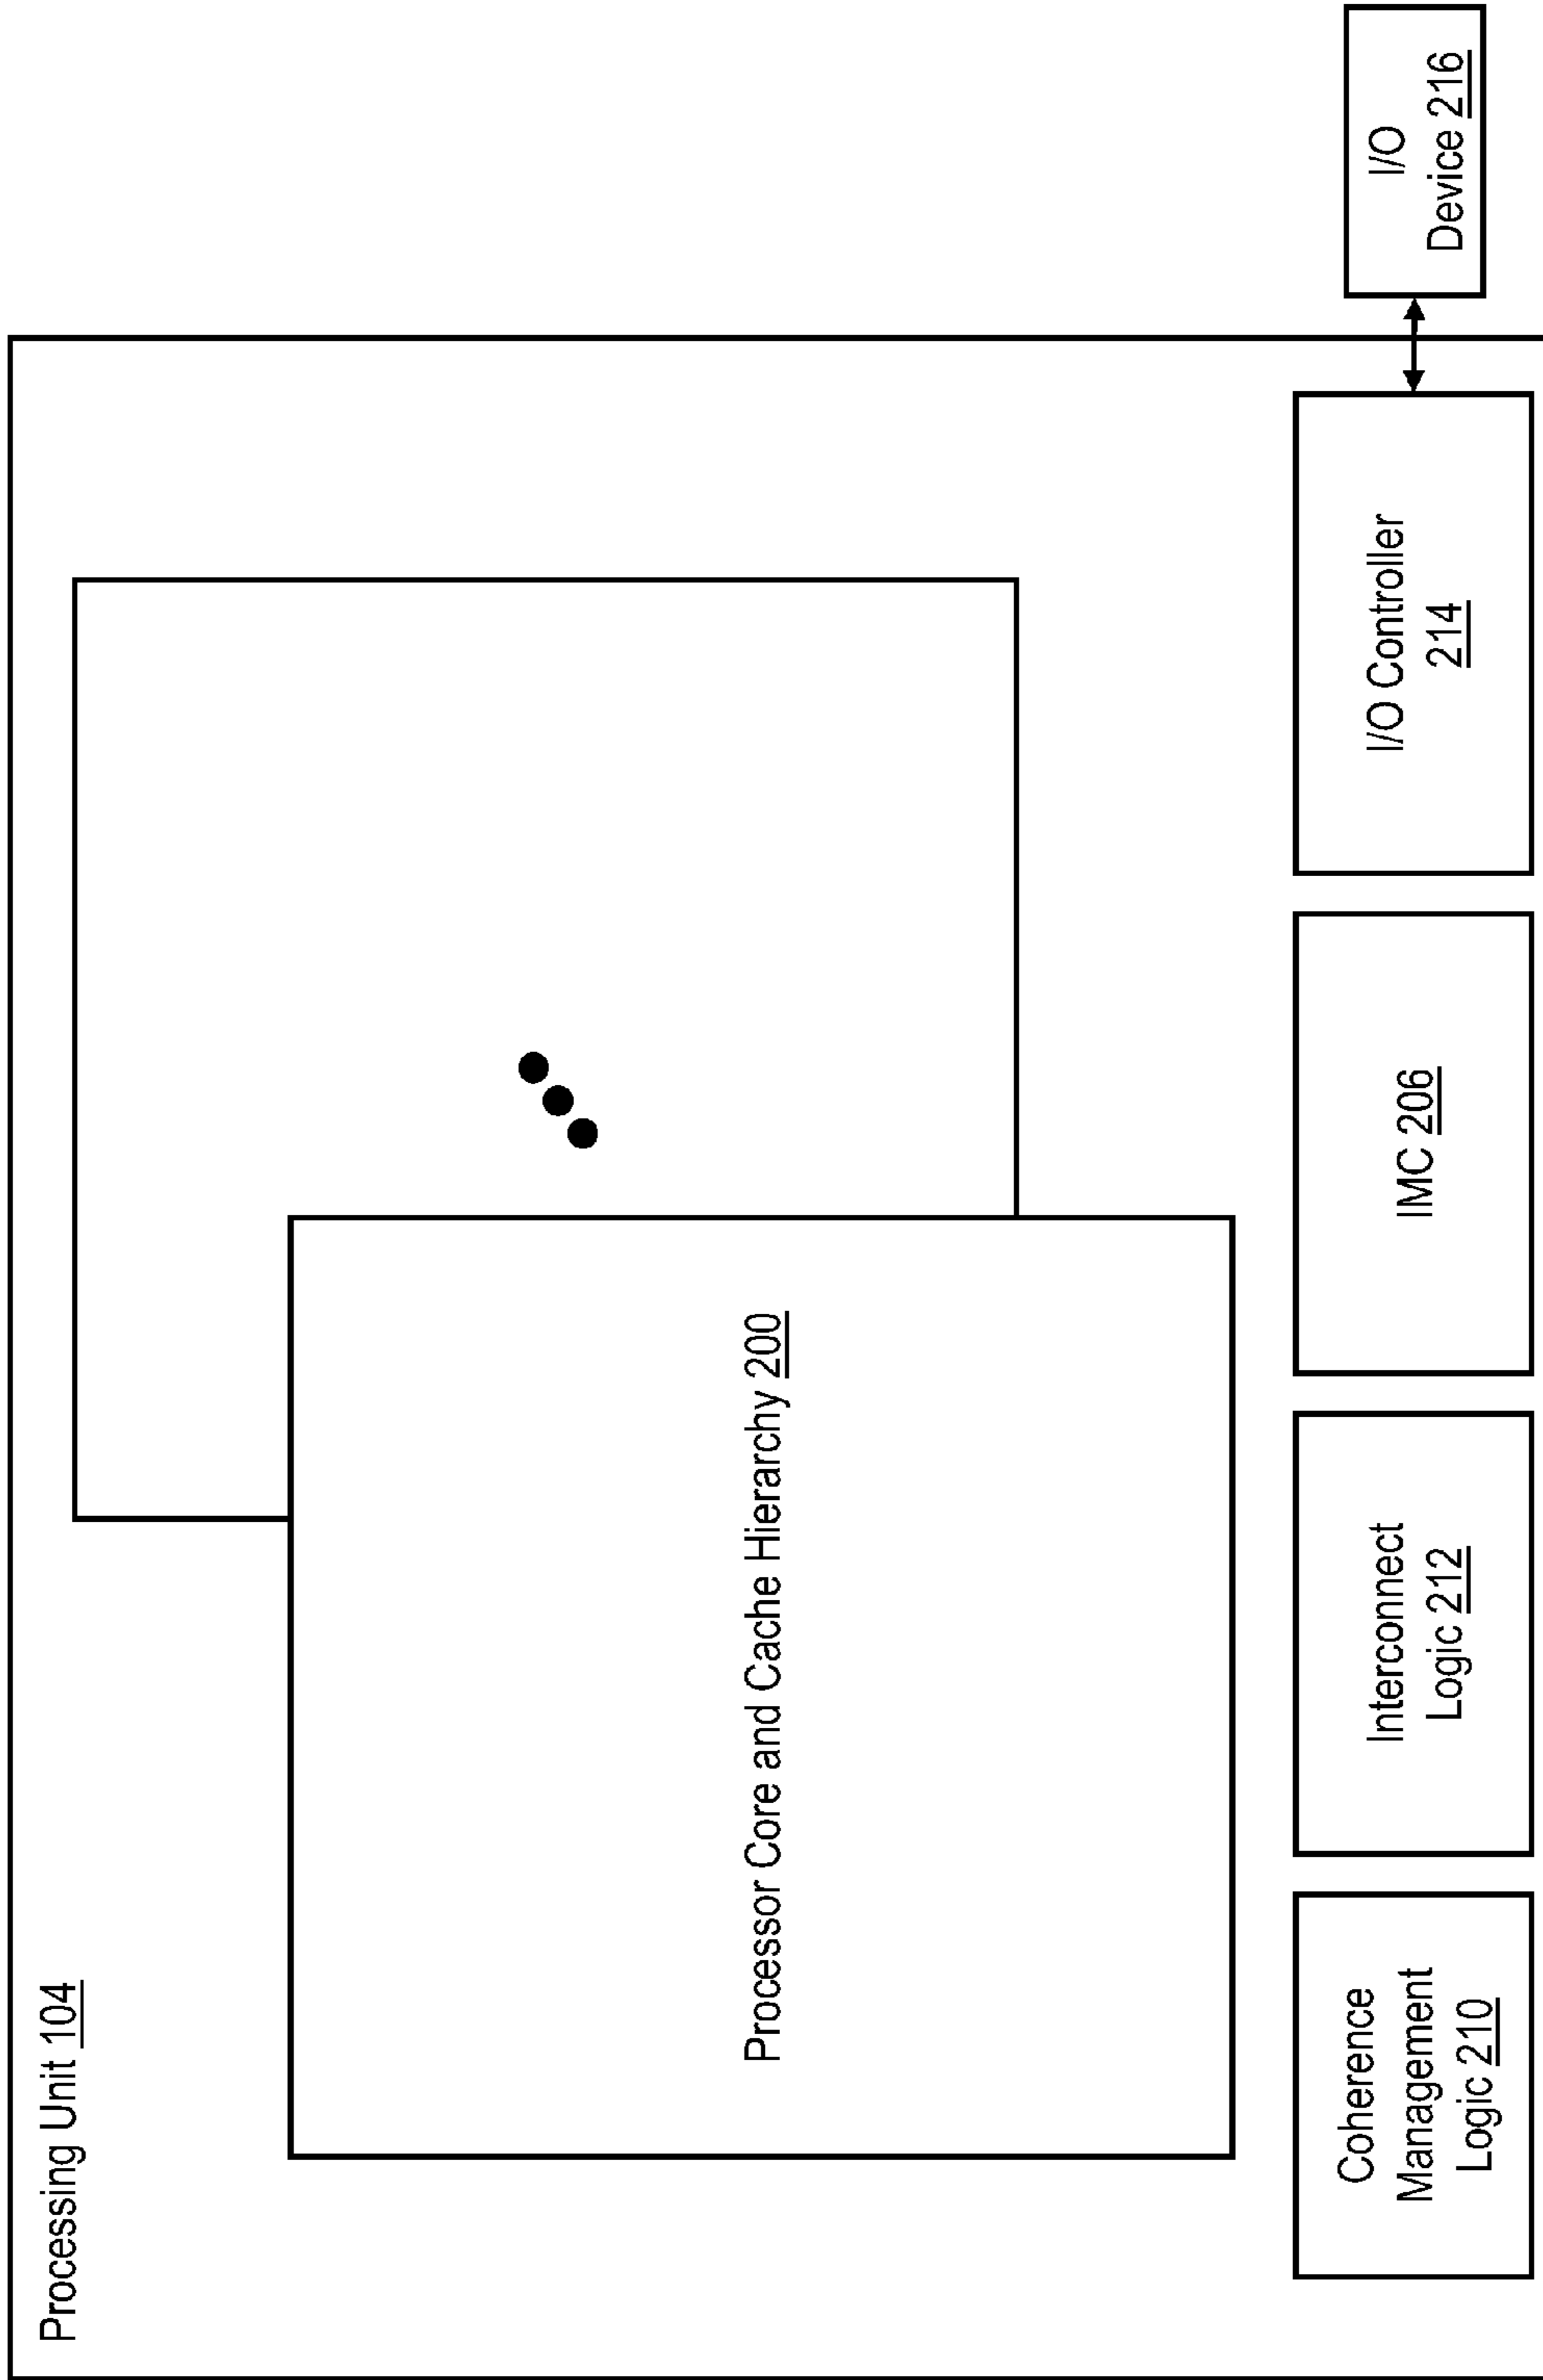 Processing Unit 104
Processor Core and Cache Hierarchy 200
Coherence
Management
Logic 210
Interconnect
Logic 212
IMC 206
I/O Controller
214
I/O
Device 216